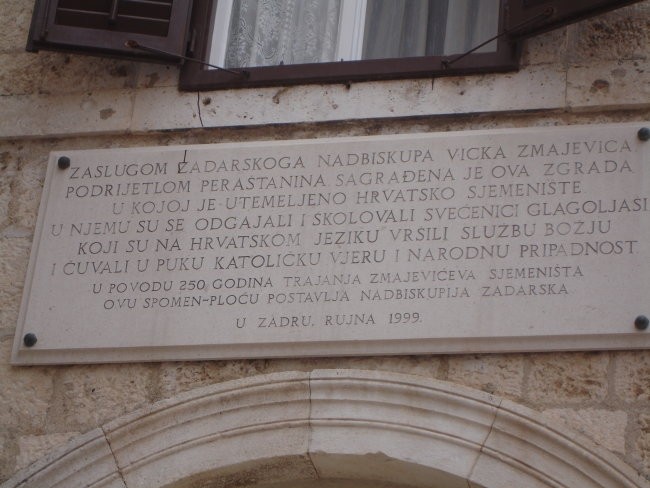 ZASLUGOM ZADARSKOGA NADBISKUPA VICKA ZMAJEVICA
PODRIJETLOM PERAŠTANINA SAGRAĐENA JE OVA ZGRADA
U KOJOJ JE UTEMELJENO HRVATSKO SJEMENIŠTE
U NJEMU SU SE ODGAJALI I ŠKOLOVALI SVEĆENICI GLAGOLJAŠI
KOJI SU NA HRVATSKOM JEZIKU VRŠILI SLUŽBU BOŽJU
I ČUVALI U PUKU KATOLIČKU VJERU I NARODNU PRIPADNOST
U POVODU 250 GODINA TRAJANJA ZMAJEVIĆEVA SJEMENIŠTA
OVU SPOMEN-PLOČU POSTAVLJA NADBISKUPIJA ZADARSKA
U ZADRU, RUJNA 1999.